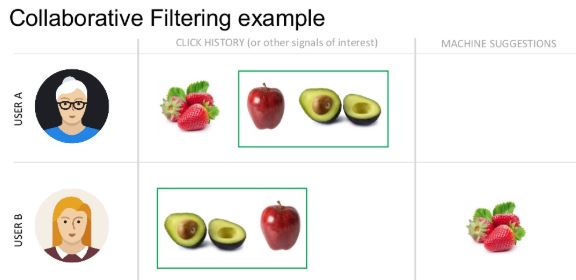 Collaborative Filtering example
CLICK HISTORY (or other signals of interest)
MACHINE SUGGESTIONS
USER A
USER B